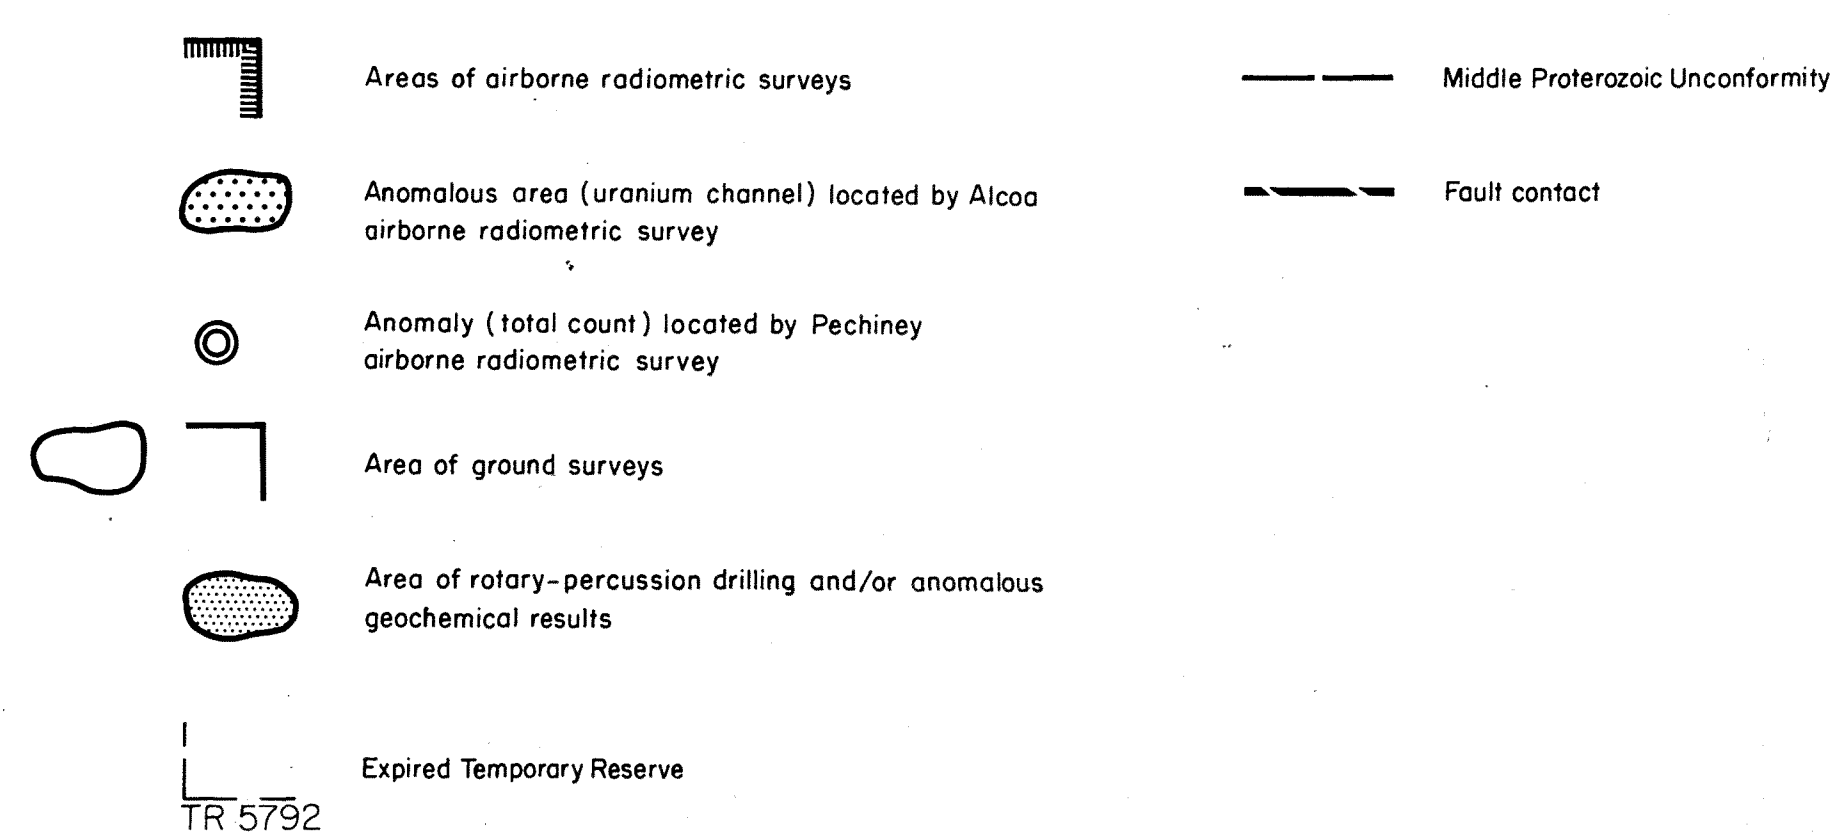 Areas of airborne radiometric surveys
Anomalous area (uranium channel) located by Alcoa
airborne radiometric survey
Anomaly (total count) located by Pechiney
airborne radiometric survey
Area of ground surveys
Area of rotary-percussion drilling and/or anomalous
geochemical results
Expired Temporary Reserve
TR 5792
Middle Proterozoic Unconformity
Fault contact